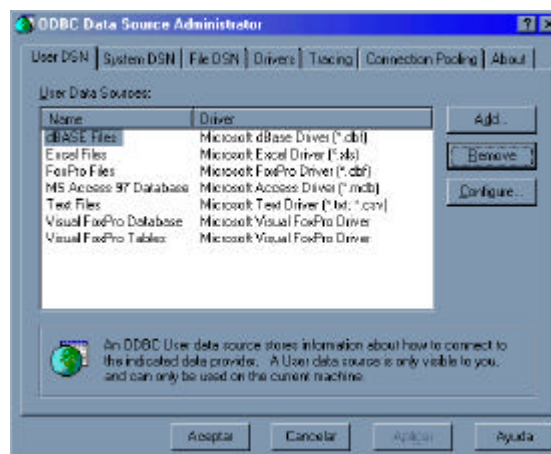 ODBC Data Source Administrator
User DSN System DSN File DSN Drivers Tracing Connection Pooling About
User Data Sources:
Name Driver
dBASE Files Microsoft dBase Driver (*.dbf)
Excel Files Microsoft Excel Driver (*.xls)
FoxPro Files Microsoft FoxPro Driver (*.dbf)
MS Access 97 Database Microsoft Access Driver (*.mdb)
Text Files Microsoft Text Driver (*.txt; *.csv)
Visual FoxPro Database Microsoft Visual FoxPro Driver
Visual FoxPro Tables Microsoft Visual FoxPro Driver
Add...
Remove
Configure...
An ODBC User data source stores information about how to connect to
the indicated data provider. A User data source is only visible to you,
and can only be used on the current machine.
Aceptar Cancelar Aplicar Ayuda